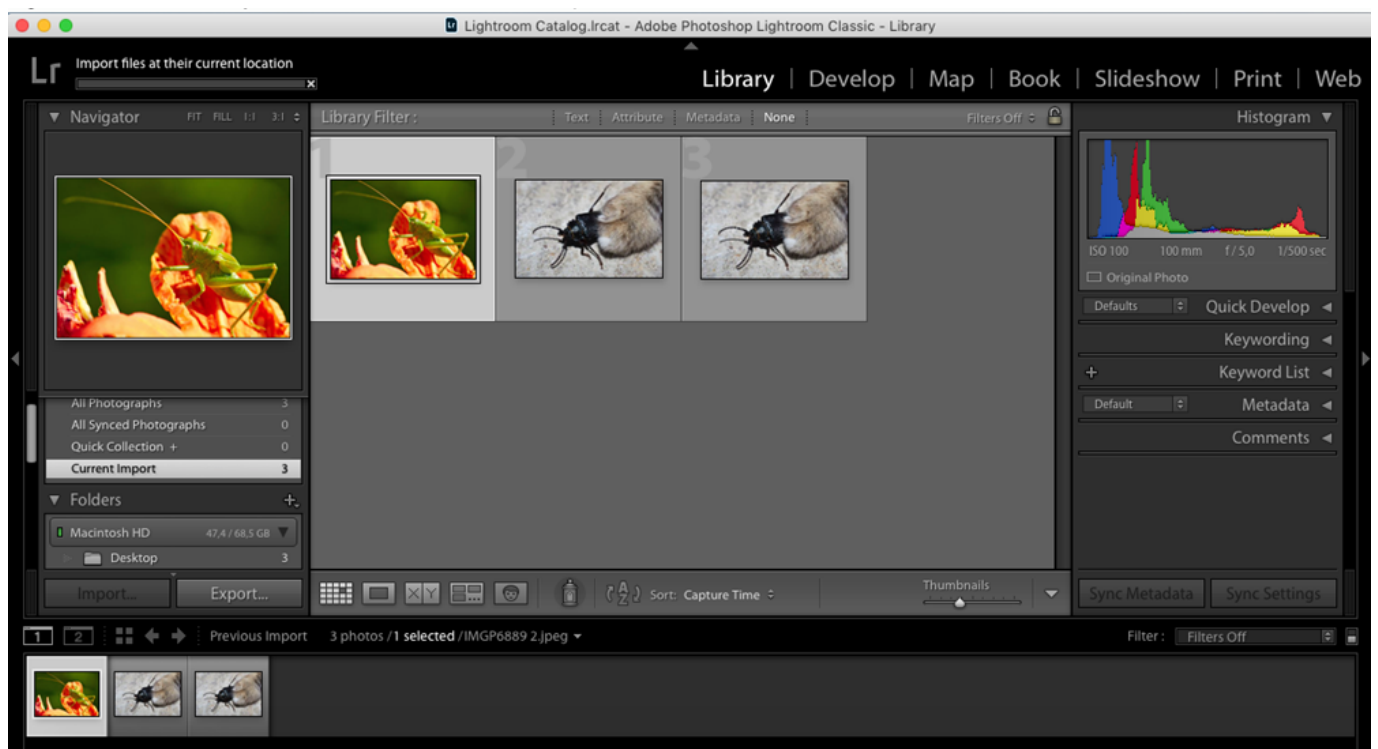 Lightroom Catalog.lrcat - Adobe Photoshop Lightroom Classic - Library
Lr Import files at their current location
Library | Develop | Map | Book | Slideshow | Print | Web
Navigator FIT FILL 1:1 3:1
Library Filter : Text Attribute Metadata None Filters Off
Histogram
1 2 3
ISO 100 100 mm f / 5,0 1/500 sec
Original Photo
Defaults Quick Develop
Keywording
Keyword List
Default Metadata
Comments
All Photographs 3
All Synced Photographs 0
Quick Collection + 0
Current Import 3
Folders
Macintosh HD 47,4 / 68,5 GB
Desktop 3
Import... Export...
XY
AZ Sort: Capture Time
Thumbnails
Sync Metadata Sync Settings
1 2 Previous Import 3 photos /1 selected /IMGP6889 2.jpeg
Filter : Filters Off